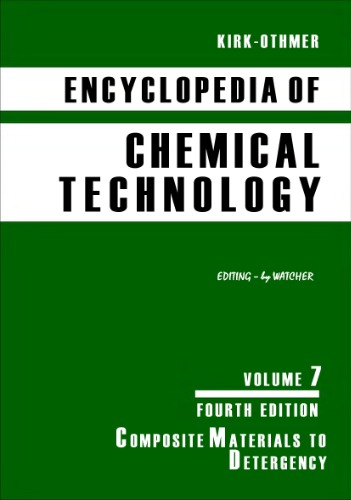 KIRK-OTHMER
ENCYCLOPEDIA OF
CHEMICAL
TECHNOLOGY
EDITING - by WATCHER
VOLUME 7
FOURTH EDITION
COMPOSITE MATERIALS TO
DETERGENCY